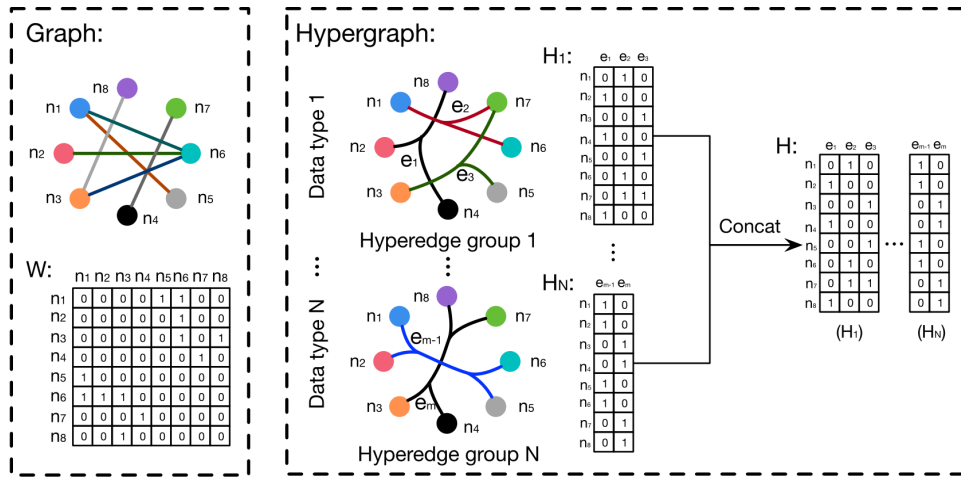 Graph:
n8
n1
n7
n2
n6
n3
n5
n4
W:
n1 n2 n3 n4 n5 n6 n7 n8
n1 0 0 0 0 1 1 0 0
n2 0 0 0 0 0 1 0 0
n3 0 0 0 0 0 1 0 1
n4 0 0 0 0 0 0 1 0
n5 1 0 0 0 0 0 0 0
n6 1 1 1 0 0 0 0 0
n7 0 0 0 1 0 0 0 0
n8 0 0 1 0 0 0 0 0
Hypergraph:
Data type 1
n8
n1
n7
e2
n2
e1
n6
e3
n3
n5
n4
Hyperedge group 1
...
...
...
Data type N
n8
n1
n7
em-1
n2
n6
em
n3
n5
n4
Hyperedge group N
H1:
e1 e2 e3
n1 0 1 0
n2 1 0 0
n3 0 0 1
n4 1 0 0
n5 0 0 1
n6 0 1 0
n7 0 1 1
n8 1 0 0
HN:
em-1 em
n1 1 0
n2 1 0
n3 0 1
n4 0 1
n5 1 0
n6 1 0
n7 0 1
n8 0 1
Concat
H:
e1 e2 e3 em-1 em
n1 0 1 0 1 0
n2 1 0 0 1 0
n3 0 0 1 0 1
n4 1 0 0 0 1
n5 0 0 1 ... 1 0
n6 0 1 0 1 0
n7 0 1 1 0 1
n8 1 0 0 0 1
(H1) (HN)